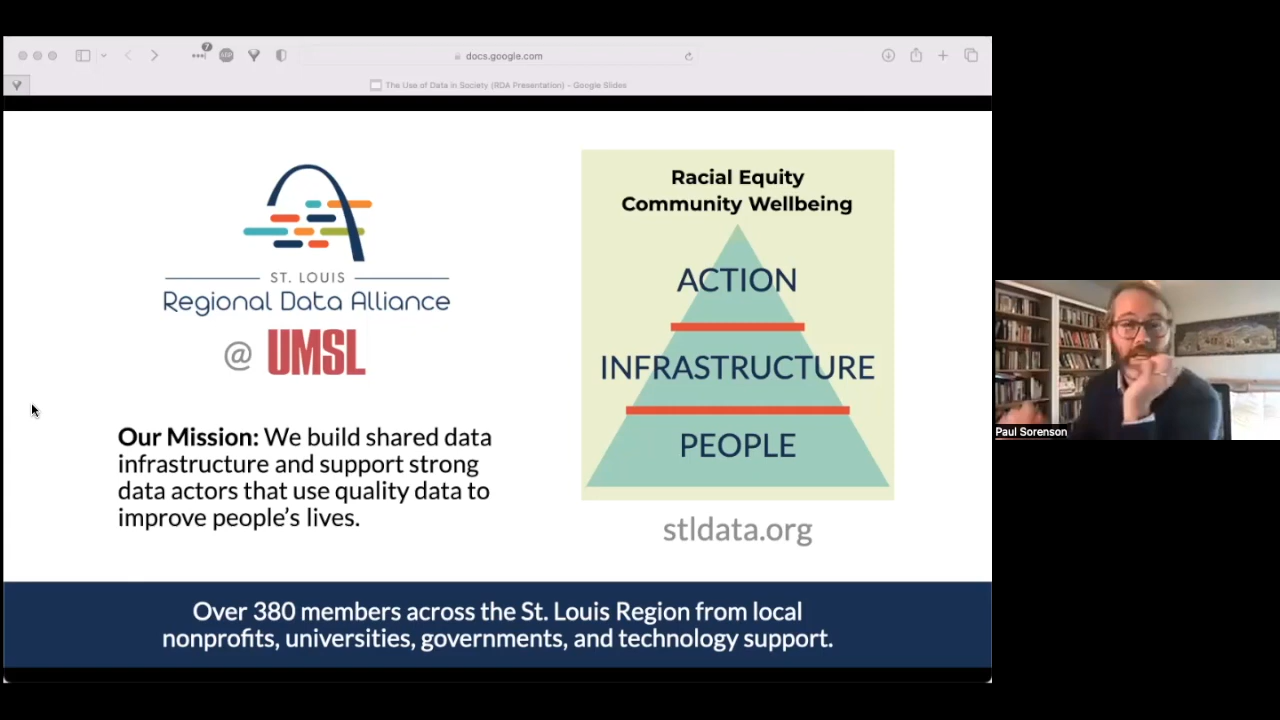 7
ABP
docs.google.com
The Use of Data in Society (RDA Presentation) – Google Slides
ST. LOUIS
Regional Data Alliance
@ UMSL
Our Mission: We build shared data
infrastructure and support strong
data actors that use quality data to
improve people's lives.
Racial Equity
Community Wellbeing
ACTION
INFRASTRUCTURE
PEOPLE
stldata.org
Over 380 members across the St. Louis Region from local
nonprofits, universities, governments, and technology support.
Paul Sorenson